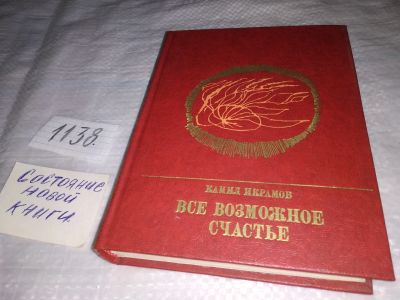 1138.
Состояние
новой
книги.
КАМИЛ ИКРАМОВ
ВСЕ ВОЗМОЖНОЕ
СЧАСТЬЕ